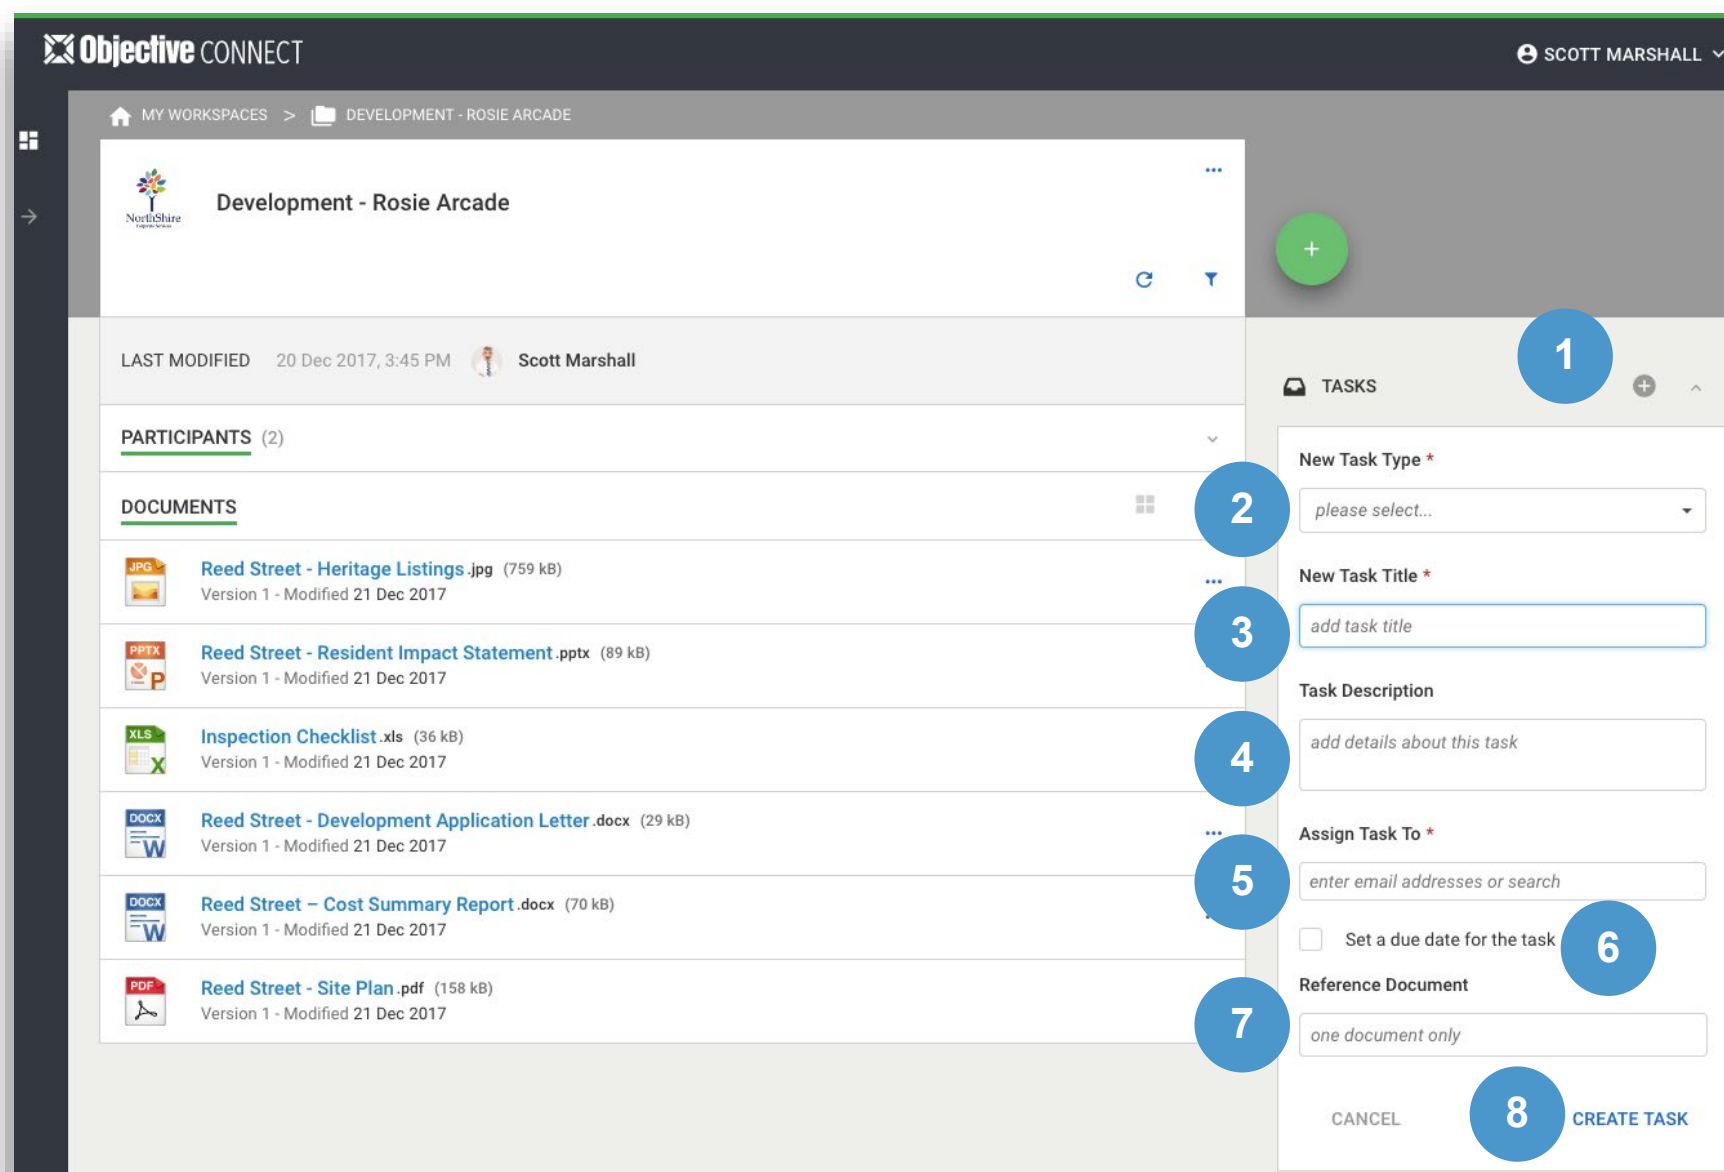 Objective CONNECT
SCOTT MARSHALL
MY WORKSPACES > DEVELOPMENT - ROSIE ARCADE
NorthShire
Development - Rosie Arcade
+
LAST MODIFIED 20 Dec 2017, 3:45 PM Scott Marshall
1
TASKS
PARTICIPANTS (2)
New Task Type *
DOCUMENTS
2
please select...
JPG
Reed Street - Heritage Listings.jpg (759 kB)
Version 1 - Modified 21 Dec 2017
New Task Title *
3
add task title
PPTX
P
Reed Street - Resident Impact Statement.pptx (89 kB)
Version 1 - Modified 21 Dec 2017
Task Description
XLS
X
Inspection Checklist.xls (36 kB)
Version 1 - Modified 21 Dec 2017
4
add details about this task
DOCX
W
Reed Street - Development Application Letter.docx (29 kB)
Version 1 - Modified 21 Dec 2017
Assign Task To *
5
enter email addresses or search
DOCX
W
Reed Street – Cost Summary Report.docx (70 kB)
Version 1 - Modified 21 Dec 2017
Set a due date for the task
6
PDF
Reed Street - Site Plan.pdf (158 kB)
Version 1 - Modified 21 Dec 2017
Reference Document
7
one document only
CANCEL
8
CREATE TASK